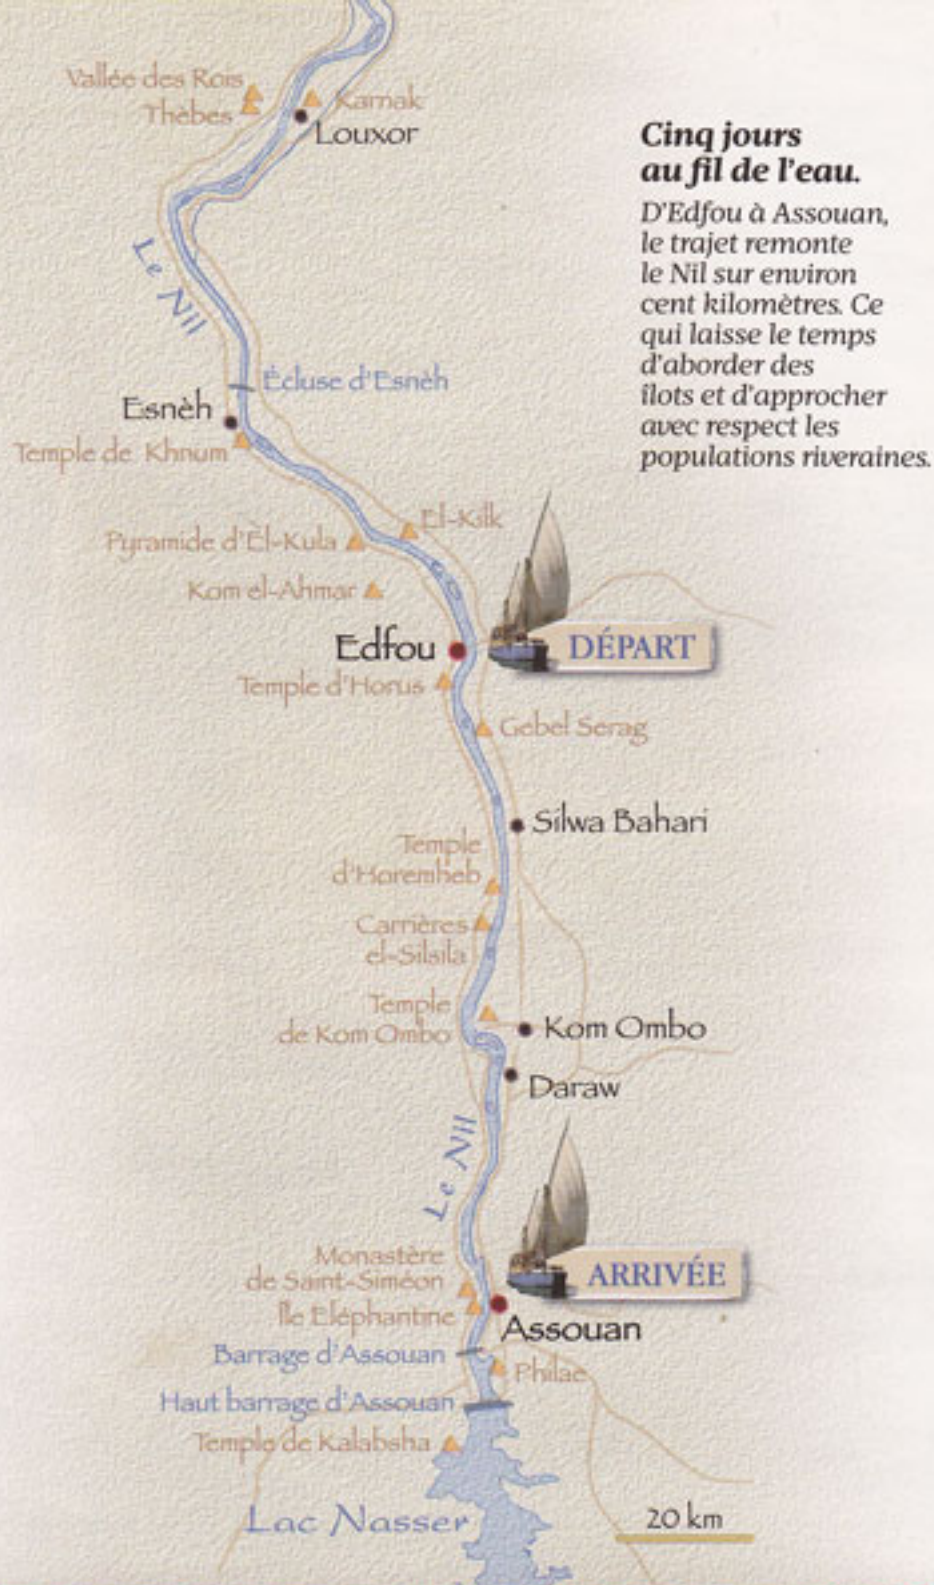 Vallée des Rois
Thèbes
Karnak
Louxor
Cinq jours
au fil de l'eau.
D'Edfou à Assouan,
le trajet remonte
le Nil sur environ
cent kilomètres. Ce
qui laisse le temps
d'aborder des
îlots et d'approcher
avec respect les
populations riveraines.
Le Nil
Écluse d'Esnèh
Esnèh
Temple de Khnum
El-Kilk
Pyramide d'Èl-Kula
Kom el-Ahmar
Edfou
DÉPART
Temple d'Horus
Gebel Serag
Silwa Bahari
Temple
d'Horemheb
Carrières
el-Silsila
Temple
de Kom Ombo
Kom Ombo
Daraw
Le Nil
Monastère
de Saint-Siméon
Île Eléphantine
ARRIVÉE
Assouan
Barrage d'Assouan
Philae
Haut barrage d'Assouan
Temple de Kalabsha
Lac Nasser
20 km